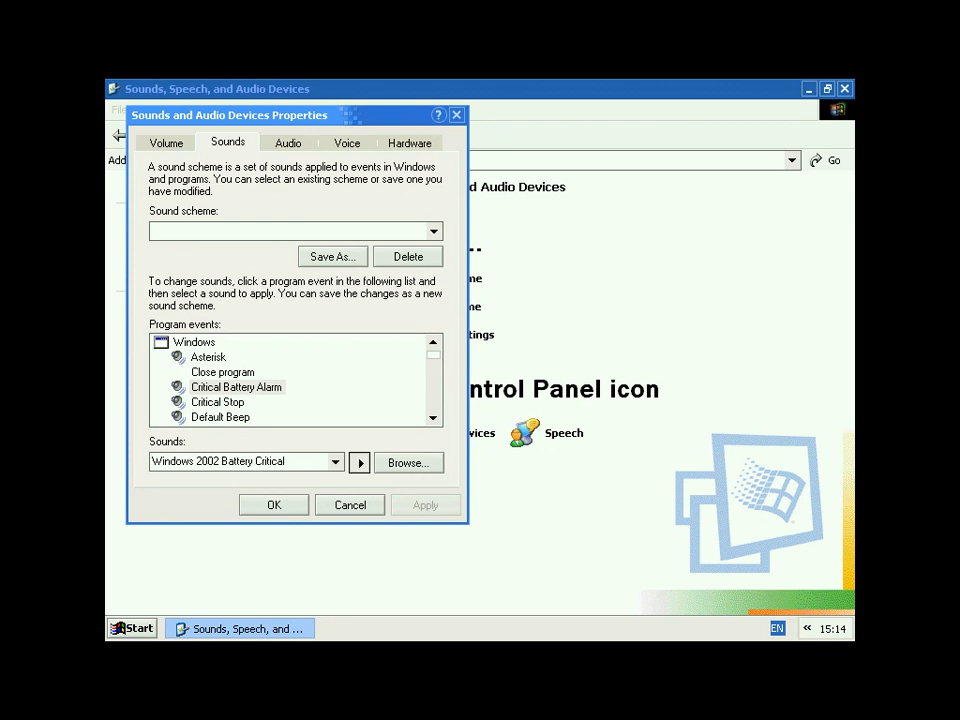 Sounds, Speech, and Audio Devices
Sounds and Audio Devices Properties
Volume
Sounds
Audio
Voice
Hardware
A sound scheme is a set of sounds applied to events in Windows
and programs. You can select an existing scheme or save one you
have modified.
Sound scheme:
Save As...
Delete
To change sounds, click a program event in the following list and
then select a sound to apply. You can save the changes as a new
sound scheme.
Program events:
Windows
Asterisk
Close program
Critical Battery Alarm
Critical Stop
Default Beep
Sounds:
Windows 2002 Battery Critical
Browse...
OK
Cancel
Apply
Fil
Add
Go
d Audio Devices
..
me
me
tings
ntrol Panel icon
vices
Speech
Start
Sounds, Speech, and ...
EN
«
15:14